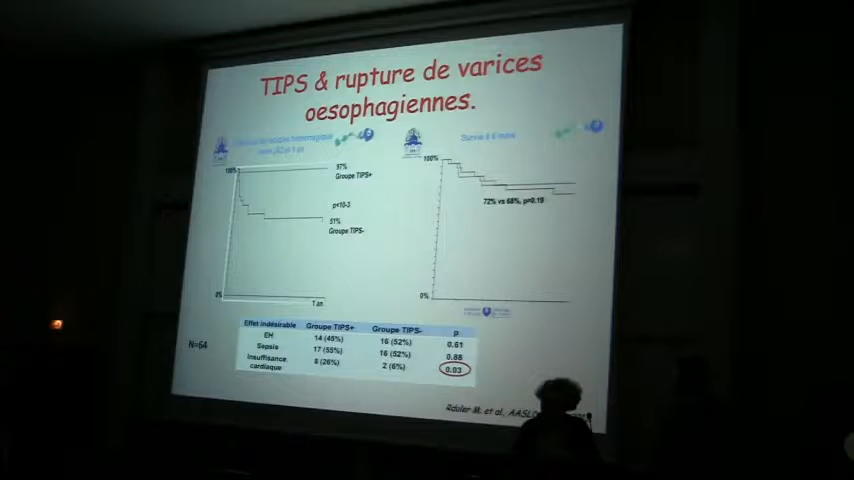 TIPS & rupture de varices
oesophagiennes.
Survie à 6 mois
100%
97%
Groupe TIPS+
p<10-3
51%
Groupe TIPS-
0%
1 an
100%
72% vs 68%, p=0.19
0%
N=64
Effet indésirable Groupe TIPS+ Groupe TIPS- p
EH 14 (45%) 16 (52%) 0.61
Sepsis 17 (55%) 16 (52%) 0.88
Insuffisance cardiaque 8 (26%) 2 (6%) 0.03
M. et al, AASLD